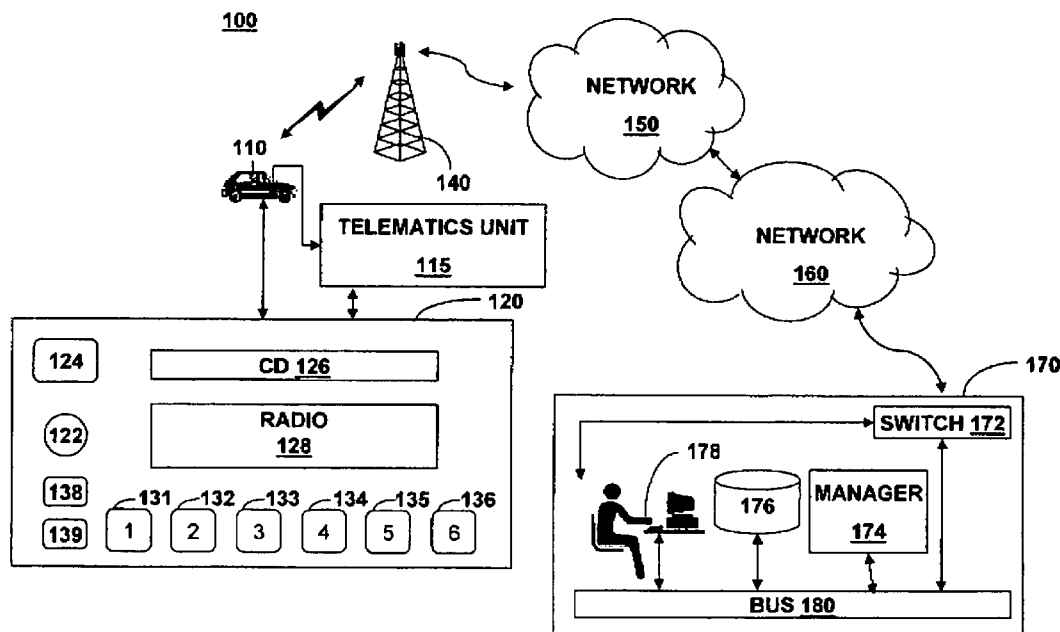 100
NETWORK
150
110
140
TELEMATICS UNIT
115
NETWORK
160
120
124
CD 126
170
SWITCH 172
122
RADIO
128
178
176
MANAGER
174
138
139
131 132 133 134 135 136
1 2 3 4 5 6
BUS 180